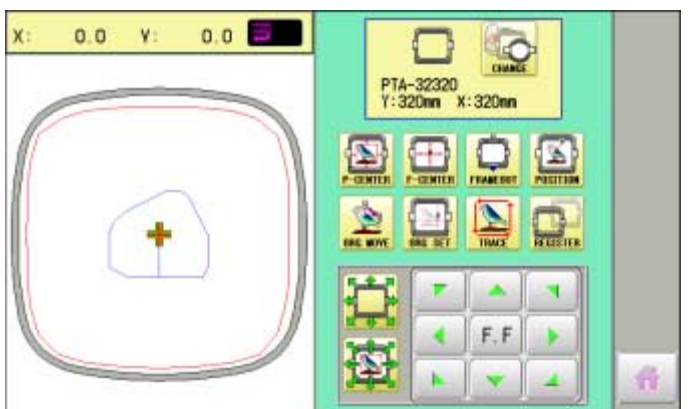 X: 0.0 Y: 0.0
CHANGE
PTA-32320
Y:320mm X:320mm
P-CENTER F-CENTER FRAMEOUT POSITION
ORG MOVE ORG SET TRACE REGISTER
F.F